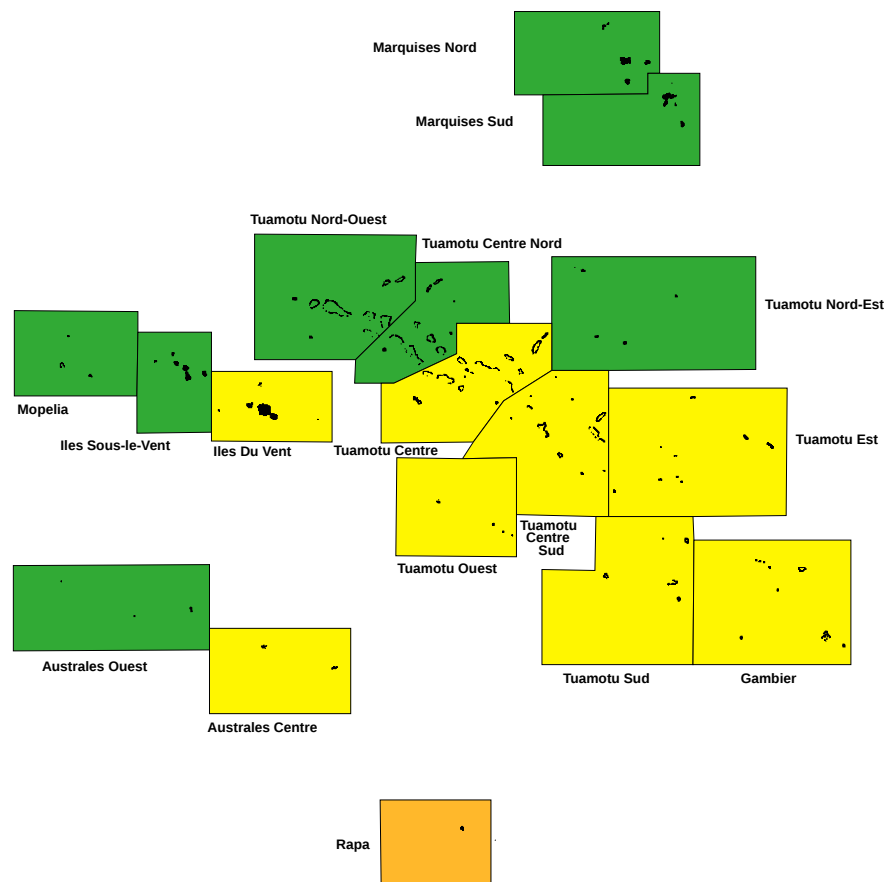 Marquises Nord
Marquises Sud
Tuamotu Nord-Ouest
Tuamotu Centre Nord
Tuamotu Nord-Est
Mopelia
Iles Sous-le-Vent
Iles Du Vent
Tuamotu Centre
Tuamotu Est
Tuamotu
Centre
Sud
Tuamotu Ouest
Australes Ouest
Tuamotu Sud
Gambier
Australes Centre
Rapa